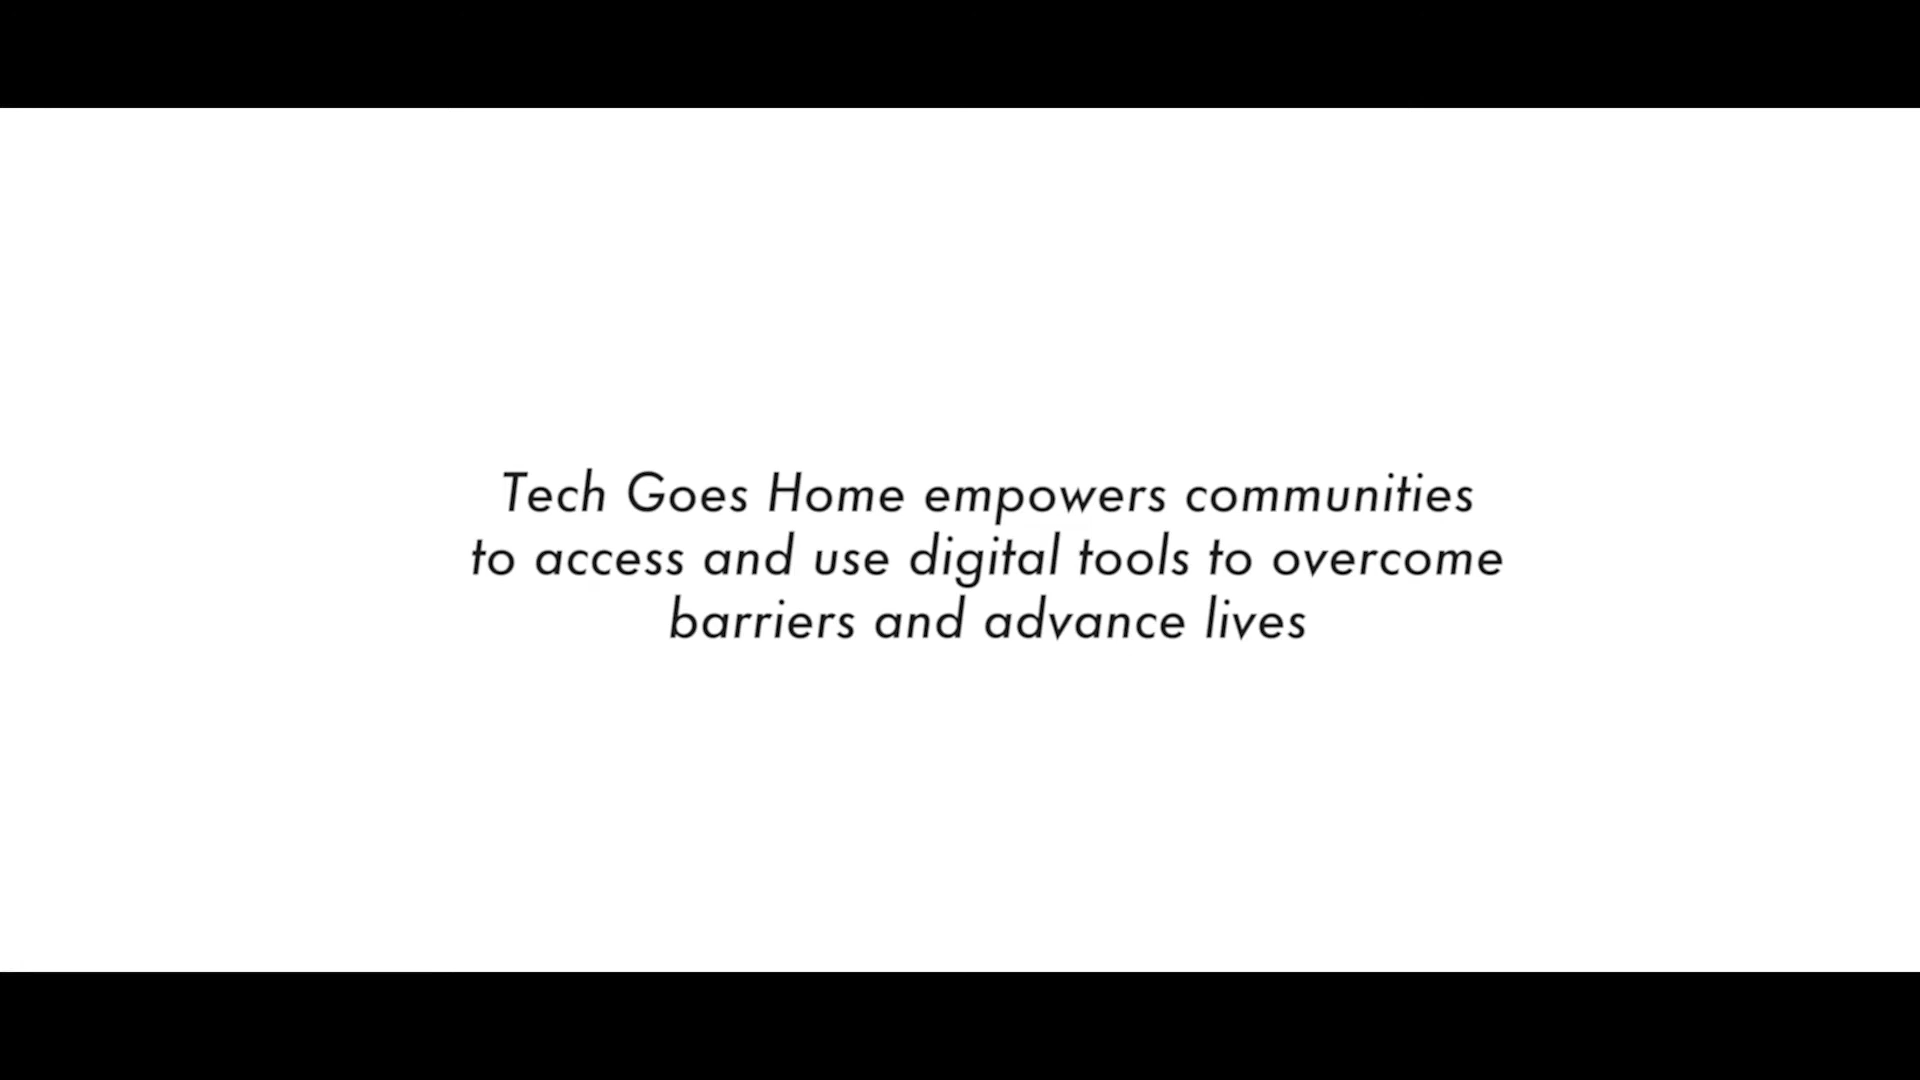 Tech Goes Home empowers communities
to access and use digital tools to overcome
barriers and advance lives